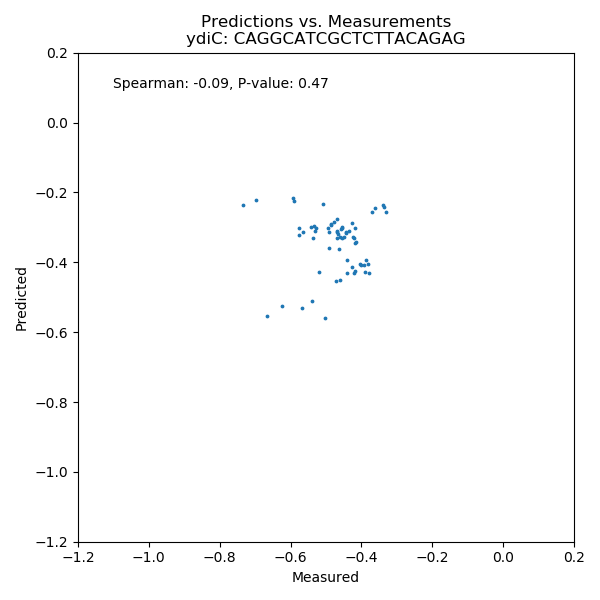 Predictions vs. Measurements
ydiC: CAGGCATCGCTCTTACAGAG
Spearman: -0.09, P-value: 0.47
0.2
0.0
−0.2
−0.4
−0.6
−0.8
−1.0
−1.2
Predicted
−1.2 −1.0 −0.8 −0.6 −0.4 −0.2 0.0 0.2
Measured